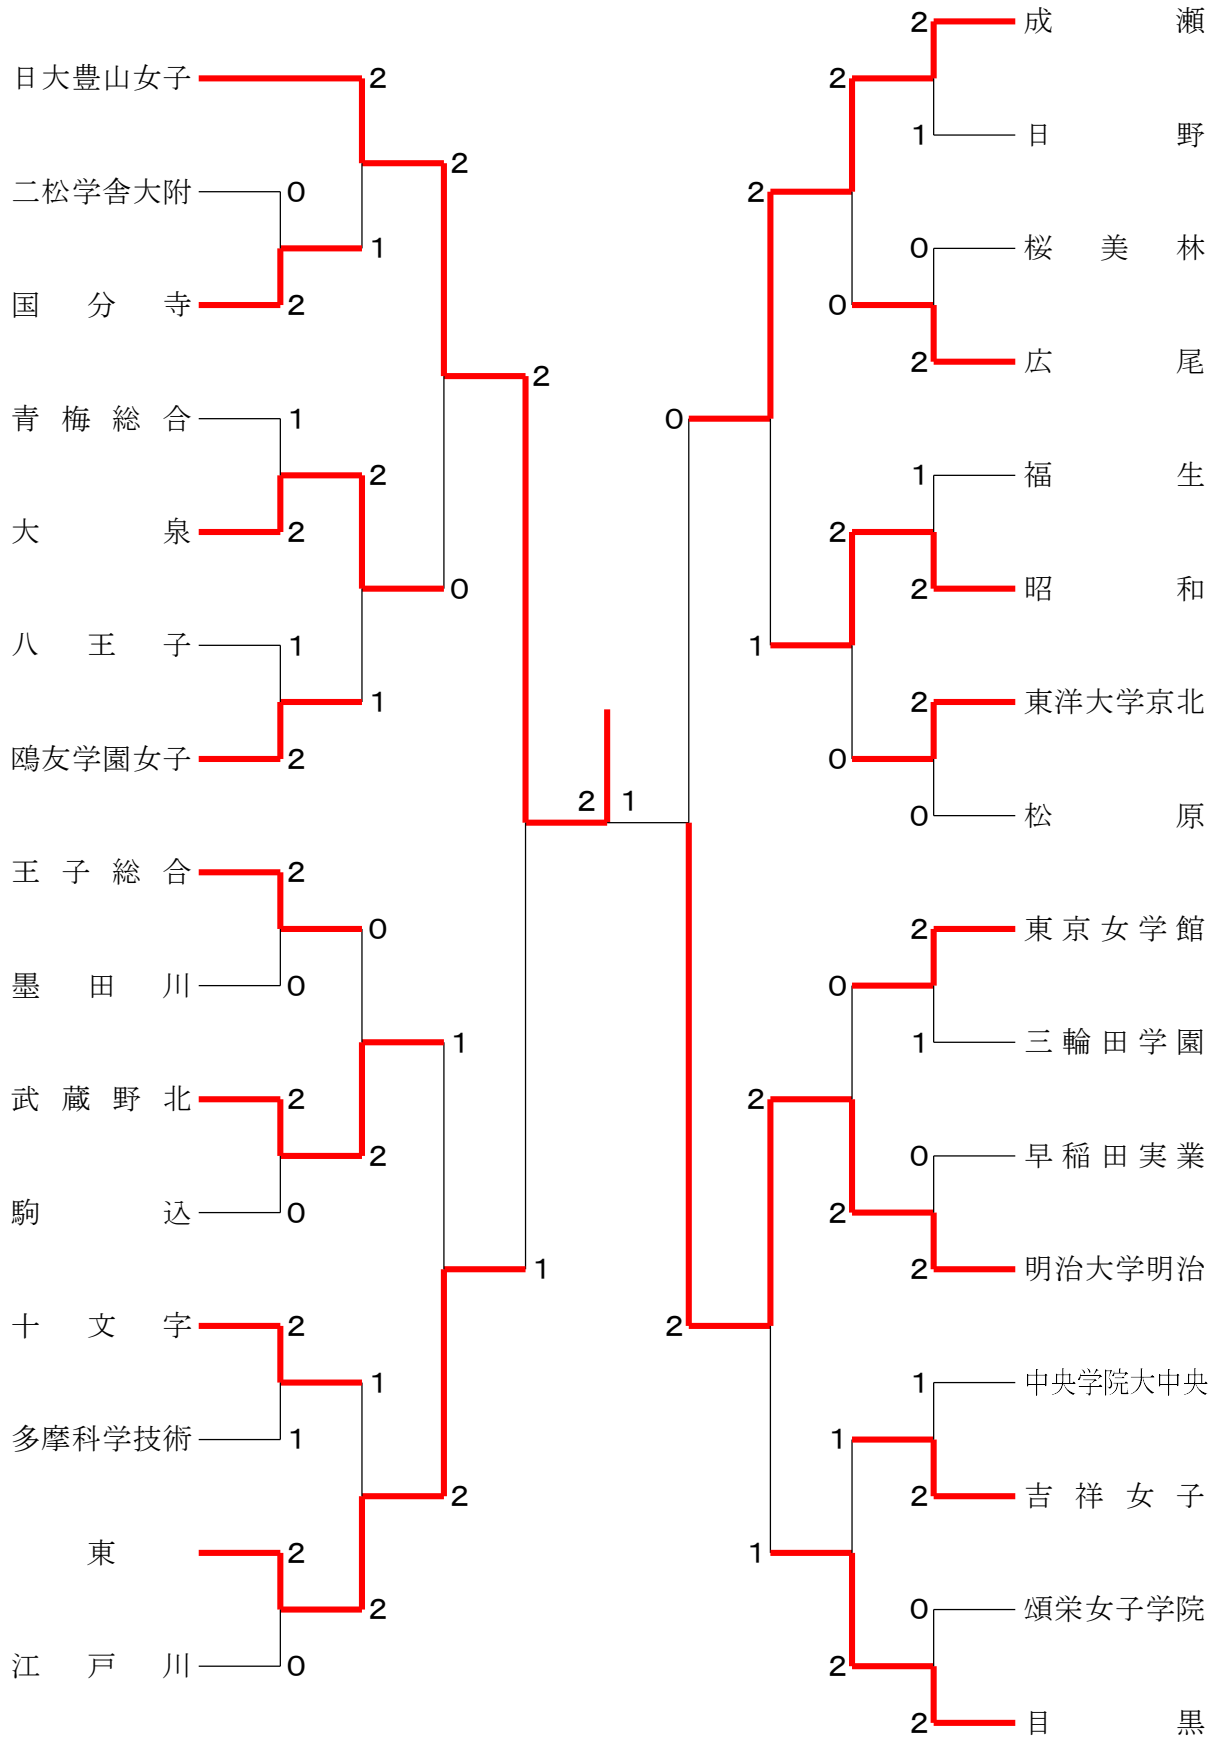 日大豊山女子 2
2
二松学舎大附 0
1
国分寺 2
2
青梅総合 1
2
大泉 2
0
八王子 1
1
鴎友学園女子 2
2 1
王子総合 2
0
墨田川 0
1
武蔵野北 2
2
駒込 0
1
十文字 2
1
多摩科学技術 1
2
東 2
2
江戸川 0
2 成瀬
2
1 日野
2
0 桜美林
0
2 広尾
0
1 福生
2
2 昭和
1
2 東洋大学京北
0
0 松原
2 東京女学館
0
1 三輪田学園
2
0 早稲田実業
2
2 明治大学明治
2
1 中央学院大中央
1
2 吉祥女子
1
0 頌栄女子学院
2
2 目黒